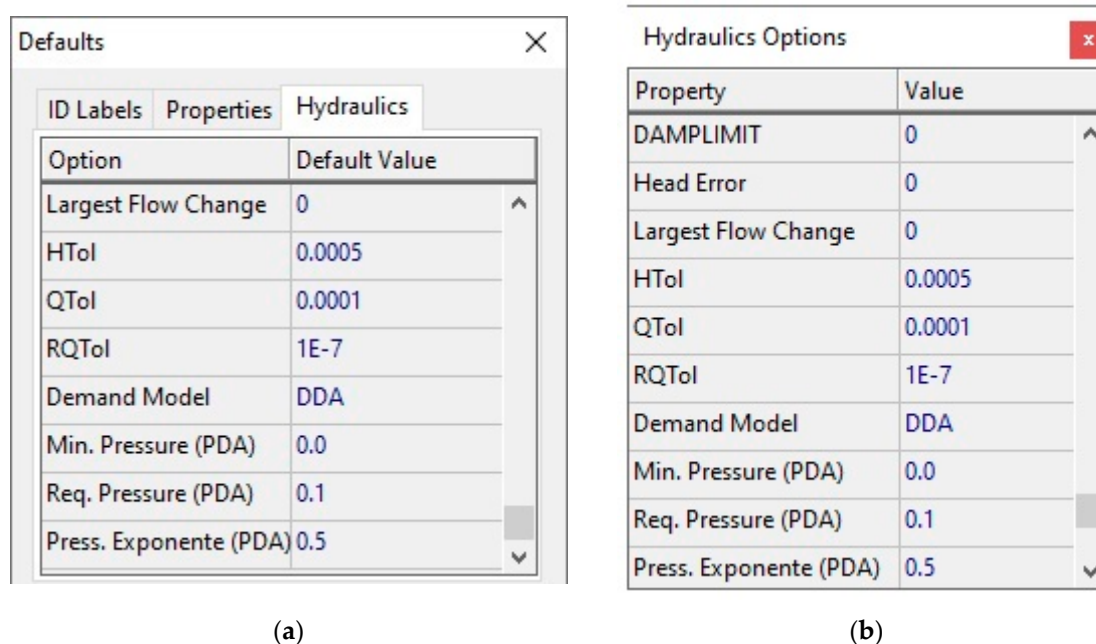 Defaults
ID Labels Properties Hydraulics
Option Default Value
Largest Flow Change 0
HTol 0.0005
QTol 0.0001
RQTol 1E-7
Demand Model DDA
Min. Pressure (PDA) 0.0
Req. Pressure (PDA) 0.1
Press. Exponente (PDA) 0.5
(a)
Hydraulics Options x
Property Value
DAMPLIMIT 0
Head Error 0
Largest Flow Change 0
HTol 0.0005
QTol 0.0001
RQTol 1E-7
Demand Model DDA
Min. Pressure (PDA) 0.0
Req. Pressure (PDA) 0.1
Press. Exponente (PDA) 0.5
(b)